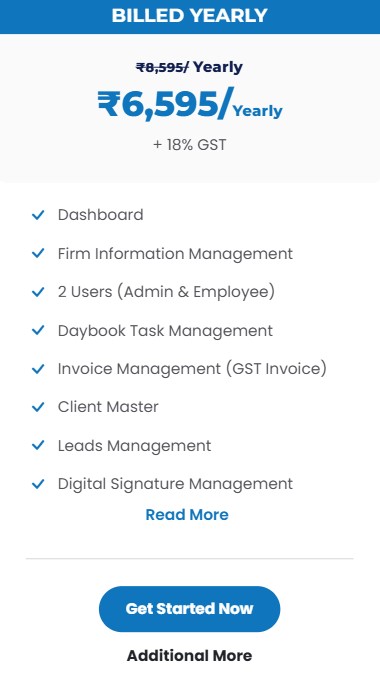 BILLED YEARLY
₹8,595/ Yearly
₹6,595/Yearly
+ 18% GST
Dashboard
Firm Information Management
2 Users (Admin & Employee)
Daybook Task Management
Invoice Management (GST Invoice)
Client Master
Leads Management
Digital Signature Management
Read More
Get Started Now
Additional More